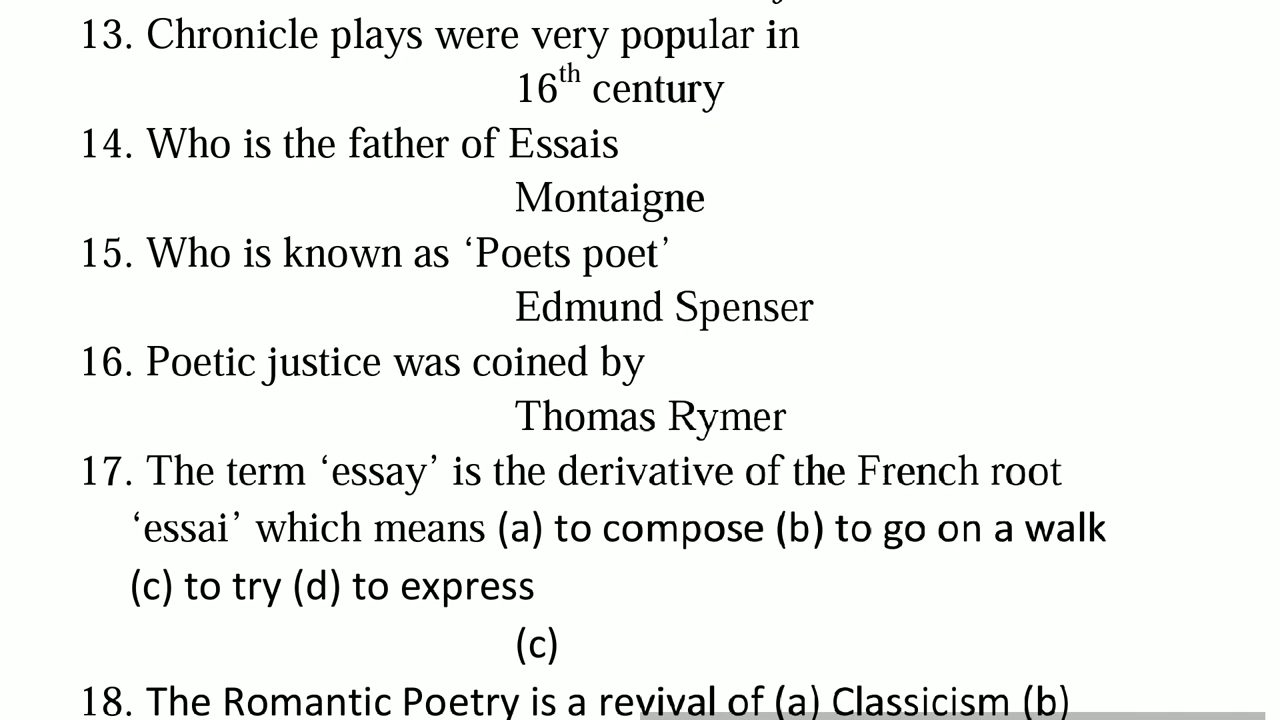 13. Chronicle plays were very popular in
16th century
14. Who is the father of Essais
Montaigne
15. Who is known as ‘Poets poet’
Edmund Spenser
16. Poetic justice was coined by
Thomas Rymer
17. The term ‘essay’ is the derivative of the French root
‘essai’ which means (a) to compose (b) to go on a walk
(c) to try (d) to express
(c)
18. The Romantic Poetry is a revival of (a) Classicism (b)